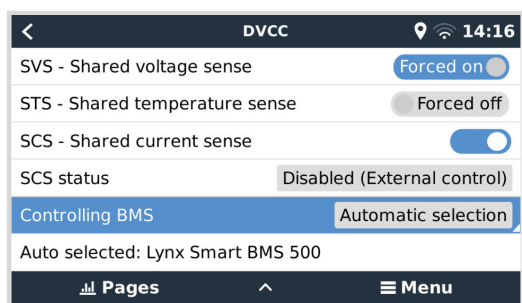 DVCC 14:16
SVS - Shared voltage sense Forced on
STS - Shared temperature sense Forced off
SCS - Shared current sense
SCS status Disabled (External control)
Controlling BMS Automatic selection
Auto selected: Lynx Smart BMS 500
Pages Menu